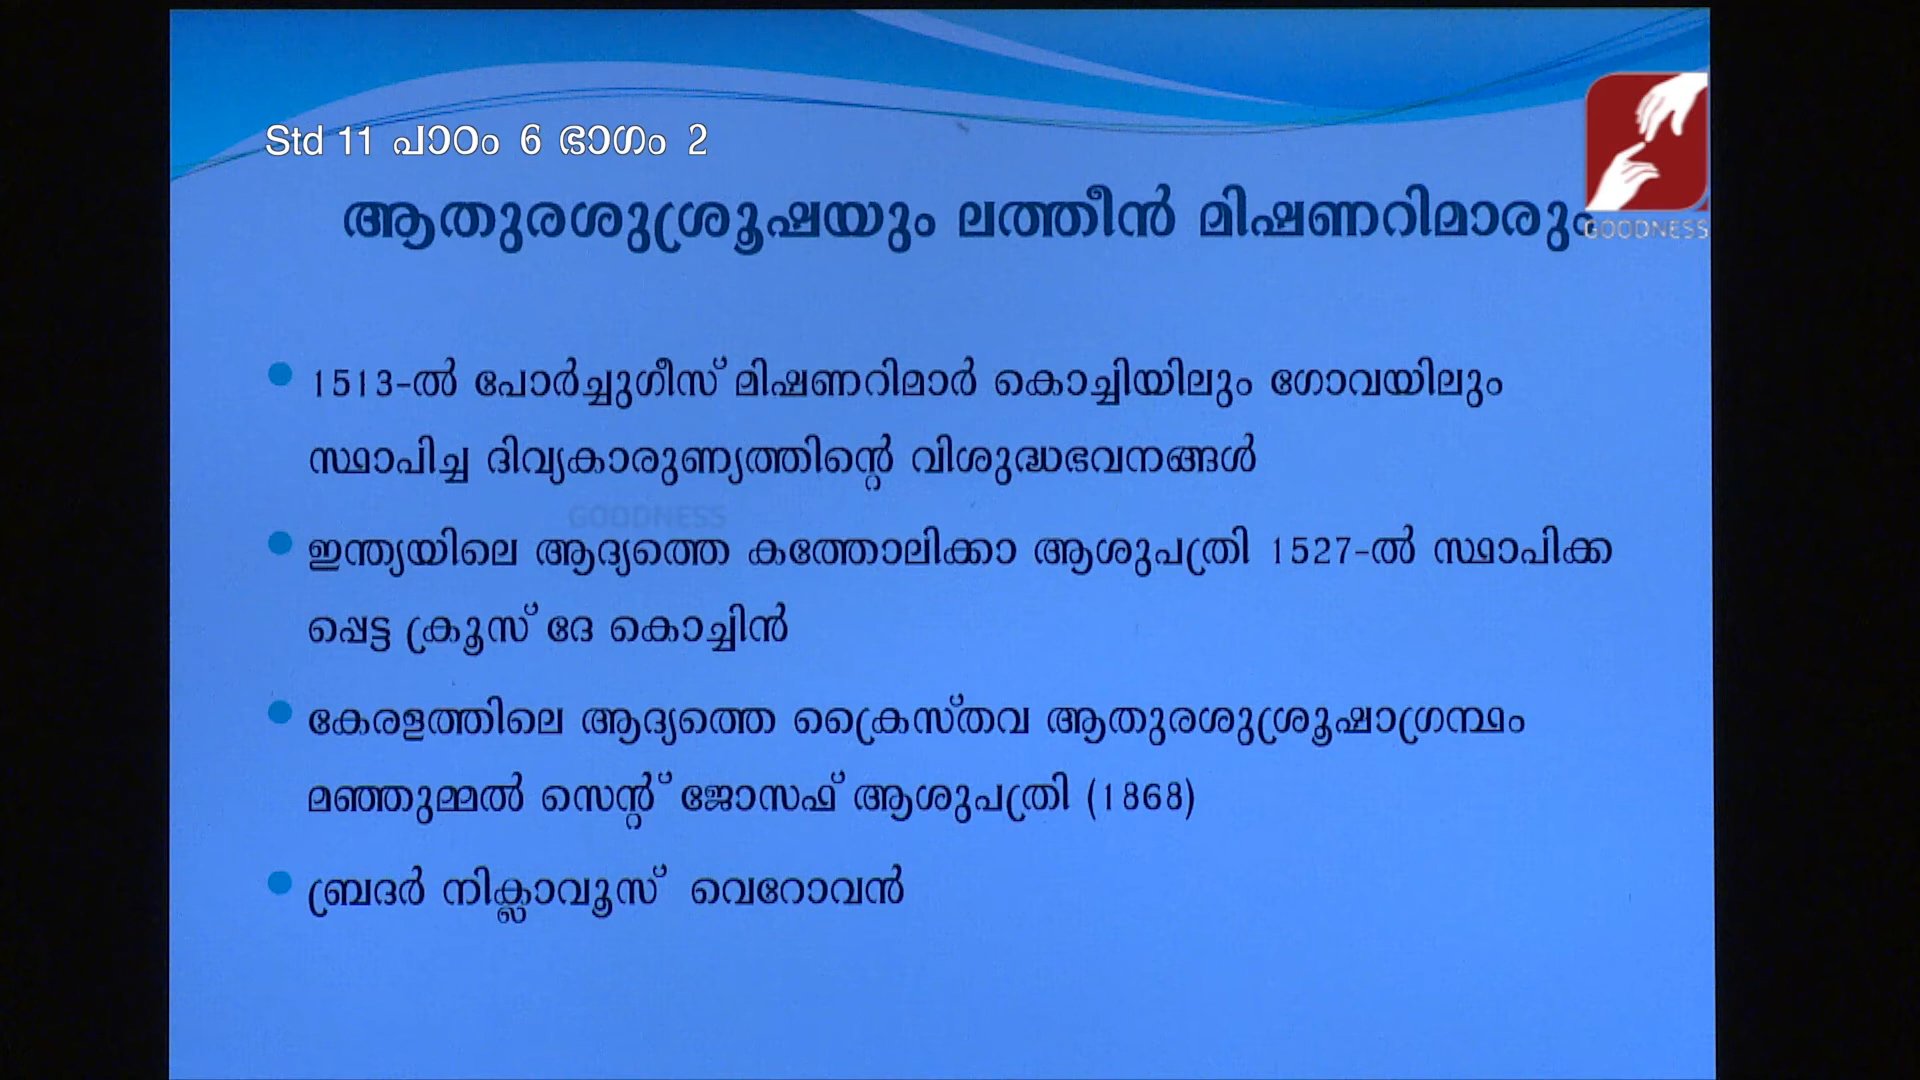 Std 11 പാഠം 6 ഭാഗം 2
ആതുരശുശ്രൂഷയും ലത്തീൻ മിഷണറിമാരും
GOODNESS
1513-ൽ പോർച്ചുഗീസ് മിഷണറിമാർ കൊച്ചിയിലും ഗോവയിലും
സ്ഥാപിച്ച ദിവ്യകാരുണ്യത്തിന്റെ വിശുദ്ധഭവനങ്ങൾ
GOODNESS
ഇന്ത്യയിലെ ആദ്യത്തെ കത്തോലിക്കാ ആശുപത്രി 1527-ൽ സ്ഥാപിക്ക
പ്പെട്ട ക്രൂസ് ദേ കൊച്ചിൻ
കേരളത്തിലെ ആദ്യത്തെ ക്രൈസ്തവ ആതുരശുശ്രൂഷാഗ്രന്ഥം
മഞ്ഞുമ്മൽ സെന്റ് ജോസഫ് ആശുപത്രി (1868)
ബ്രദർ നിക്ലാവൂസ് വെറോവൻ